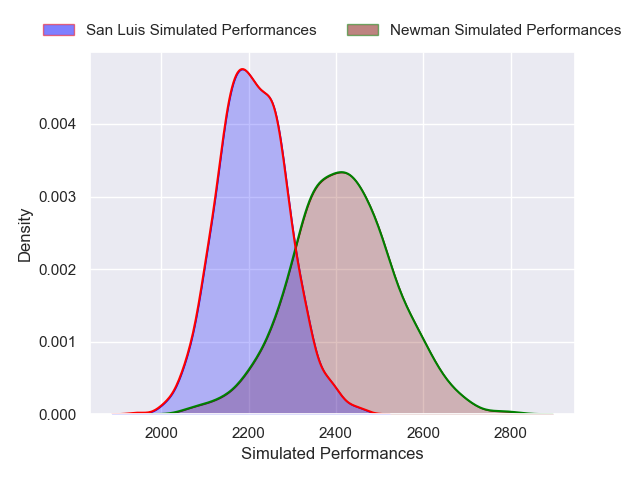 San Luis Simulated Performances Newman Simulated Performances
0.004
0.003
0.002
0.001
0.000
Density
2000 2200 2400 2600 2800
Simulated Performances